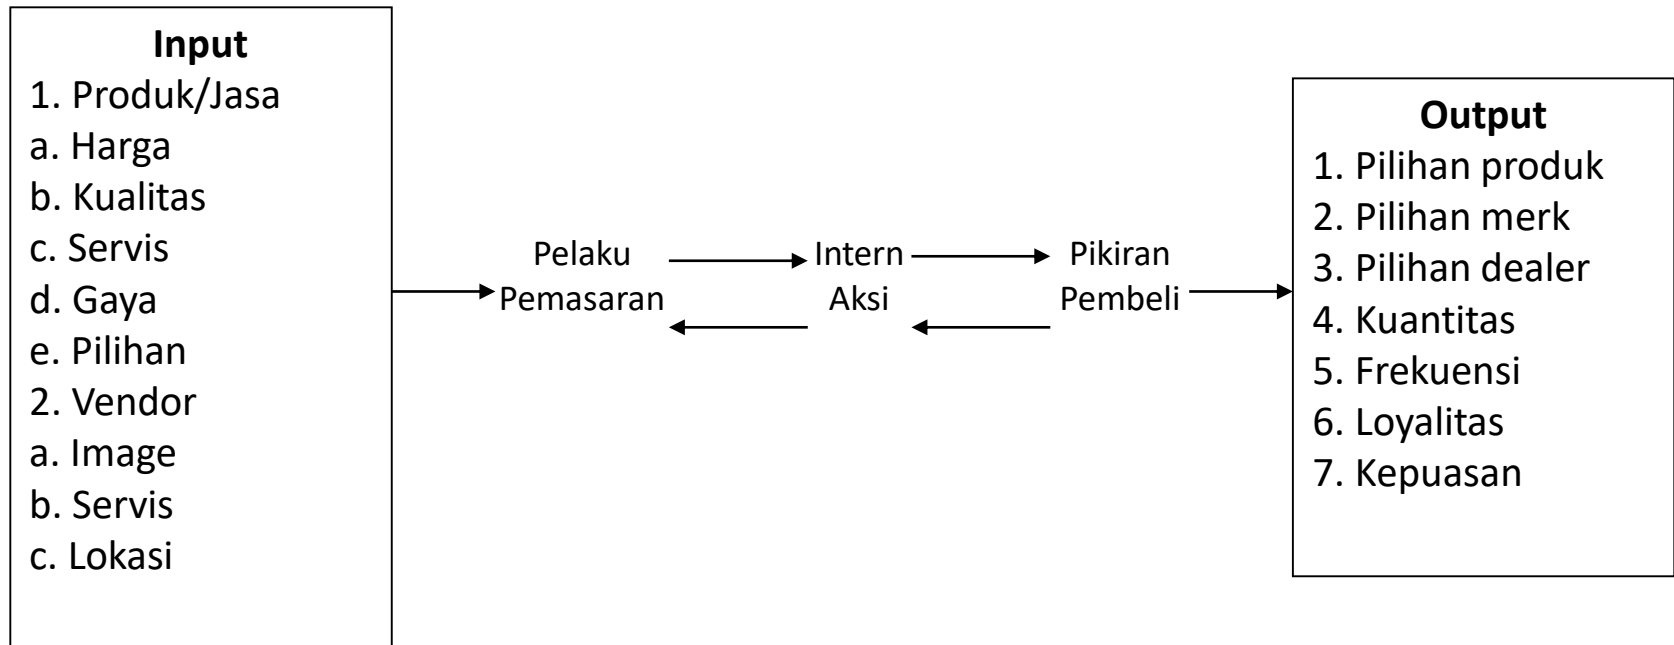 Input
1. Produk/Jasa
a. Harga
b. Kualitas
c. Servis
d. Gaya
e. Pilihan
2. Vendor
a. Image
b. Servis
c. Lokasi
Pelaku
Pemasaran
Intern
Aksi
Pikiran
Pembeli
Output
1. Pilihan produk
2. Pilihan merk
3. Pilihan dealer
4. Kuantitas
5. Frekuensi
6. Loyalitas
7. Kepuasan